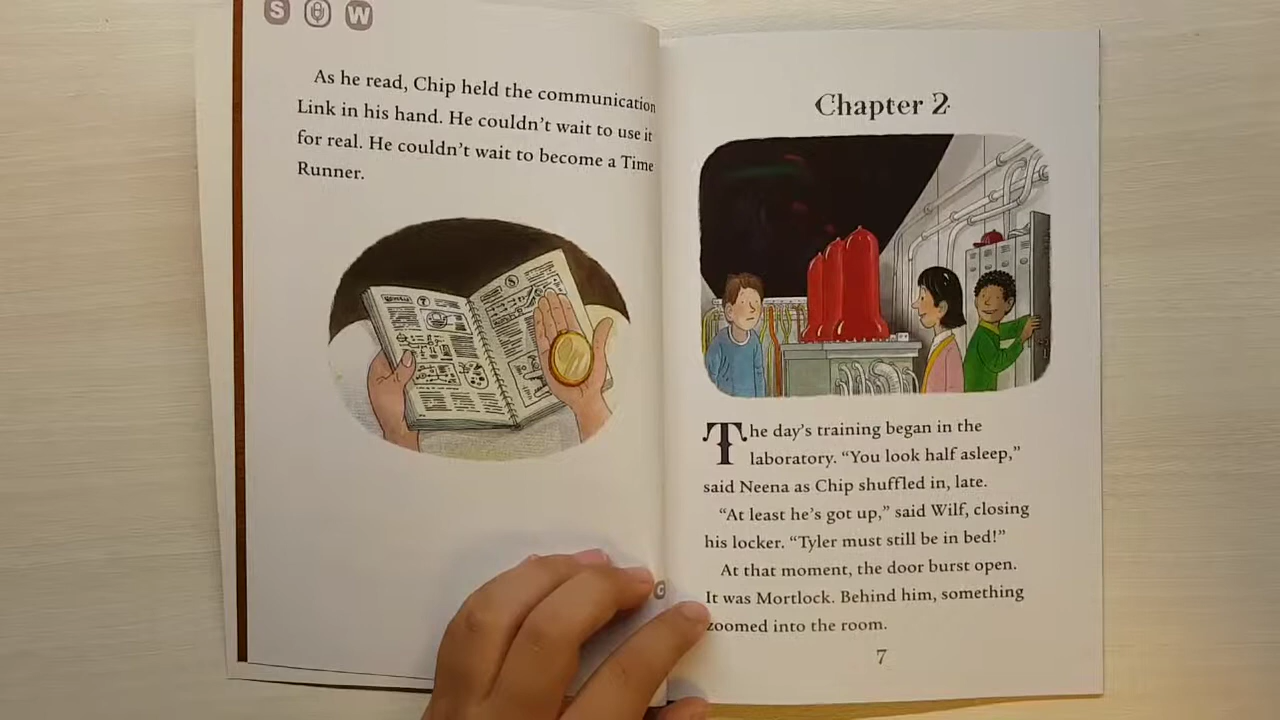 S W
As he read, Chip held the communication
Link in his hand. He couldn't wait to use it
for real. He couldn't wait to become a Time
Runner.
G
Chapter 2
The day's training began in the
laboratory. “You look half asleep,”
said Neena as Chip shuffled in, late.
“At least he's got up,” said Wilf, closing
his locker. “Tyler must still be in bed!”
At that moment, the door burst open.
It was Mortlock. Behind him, something
zoomed into the room.
7